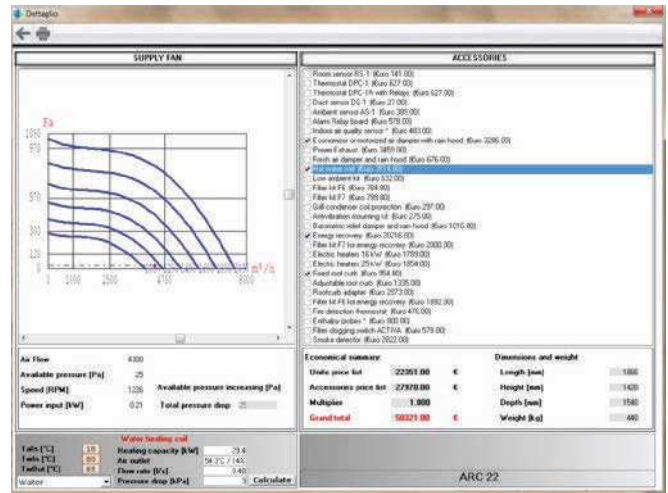 Dettaglio
SUPPLY FAN
ACCESSORIES
Room sensor RS-1 (Euro 141.00)
Thermostat DPC-1 (Euro 627.00)
Thermostat DPC-1R with Relays (Euro 627.00)
Duct sensor DS-1 (Euro 27.00)
Ambient sensor AS-1 (Euro 389.00)
Alarm Relay board (Euro 578.00)
Indoor air quality sensor * (Euro 403.00)
Economizer w motorized air damper with rain hood (Euro 3286.00)
Power Exhaust (Euro 3459.00)
Fresh air damper and rain hood (Euro 676.00)
Hot water coil (Euro
Low ambient kit (Euro 532.00)
Filter kit F6 (Euro 764.00)
Filter kit F7 (Euro 799.00)
Gall condenser coil protection (Euro 297.00)
Antivibration mounting kit (Euro 275.00)
Barometric relief damper and rain hood (Euro 1016.00)
Energy recovery (Euro 20216.00)
Filter kit F7 for energy recovery (Euro 2000.00)
Electric heaters 16 kW (Euro 1789.00)
Electric heaters 25 kW (Euro 1854.00)
Fixed roof curb (Euro 954.00)
Adjustable roof curb (Euro 1335.00)
Roofcurb adapter (Euro 2573.00)
Filter kit F6 for energy recovery (Euro 1892.00)
Fire detection thermostat (Euro 476.00)
Enthalpy probes * (Euro 800.00)
Filter clogging switch ACTIVA (Euro 579.00)
Smoke detector (Euro 2822.00)
Pa
970
570
300
120
0 1000 2500 4700 8000 m³/h
Air Flow 4300
Available pressure [Pa] 25
Speed [RPM] 1226 Available pressure increasing [Pa]
Power input [kW] 0.21 Total pressure drop 25
Economical summary: Dimensions and weight
Units price list 22351.00 € Length [mm] 1866
Accessories price list 27970.00 € Height [mm] 1420
Multiplier 1.000 Depth [mm] 1540
Grand total 50321.00 € Weight [kg] 440
Water heating coil
Heating capacity [kW] 29.4
Air outlet
Flow rate [l/s] 0.40
Water Pressure drop [kPa] 5 Calculate
ARC 22